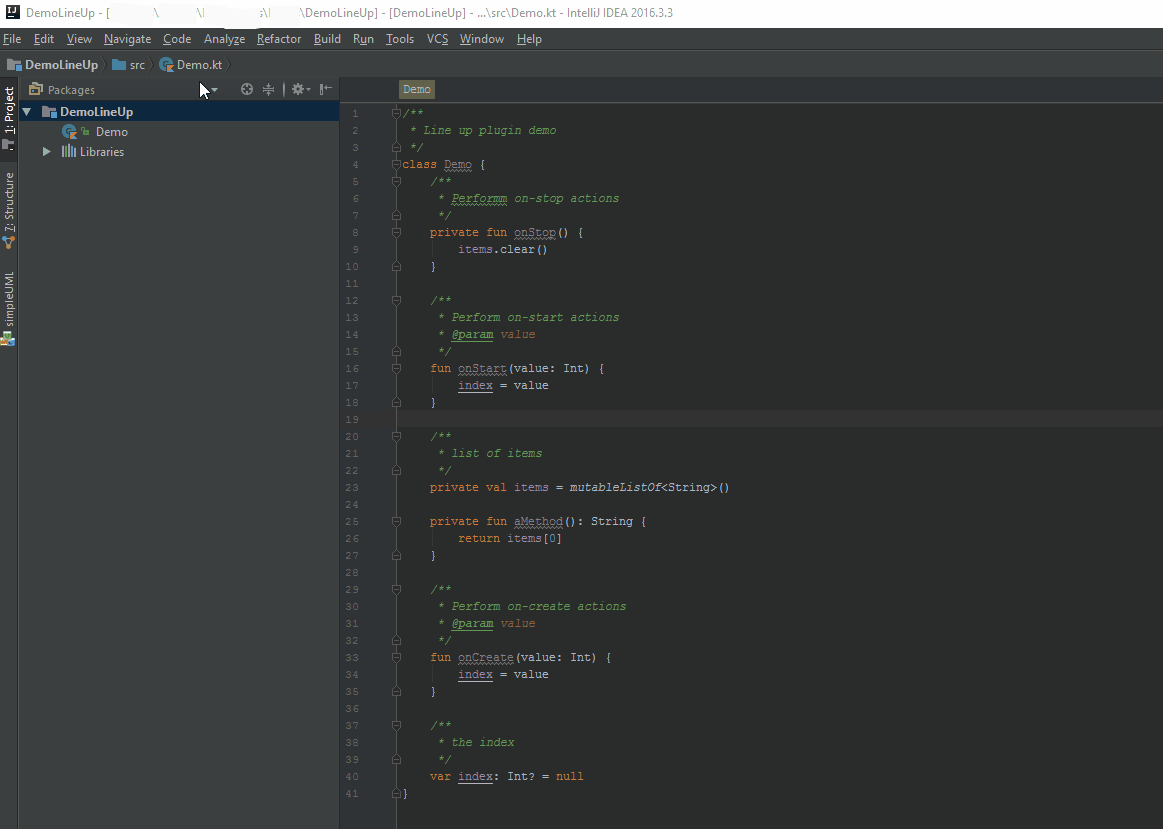 DemoLineUp - [ \ \ \ s\ \DemoLineUp] - [DemoLineUp] - ...\src\Demo.kt - IntelliJ IDEA 2016.3.3
File Edit View Navigate Code Analyze Refactor Build Run Tools VCS Window Help
DemoLineUp src Demo.kt
1: Project
7: Structure
simpleUML
Packages
DemoLineUp
Demo
Libraries
Demo
1 /**
2 * Line up plugin demo
3 */
4 class Demo {
5 /**
6 * Performm on-stop actions
7 */
8 private fun onStop() {
9 items.clear()
10 }
11
12 /**
13 * Perform on-start actions
14 * @param value
15 */
16 fun onStart(value: Int) {
17 index = value
18 }
19
20 /**
21 * list of items
22 */
23 private val items = mutableListOf<String>()
24
25 private fun aMethod(): String {
26 return items[0]
27 }
28
29 /**
30 * Perform on-create actions
31 * @param value
32 */
33 fun onCreate(value: Int) {
34 index = value
35 }
36
37 /**
38 * the index
39 */
40 var index: Int? = null
41 }